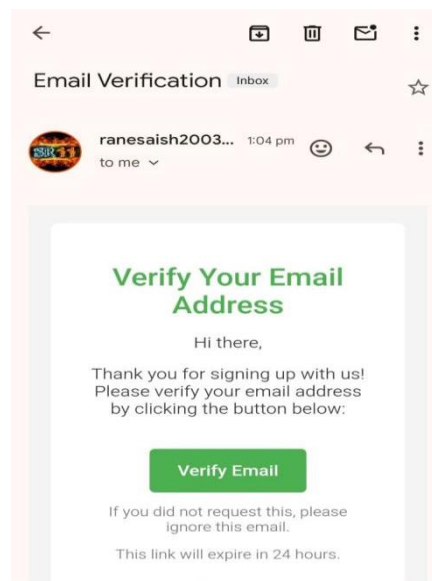 Email Verification Inbox
SR 11
ranesaish2003... 1:04 pm
to me
Verify Your Email
Address
Hi there,
Thank you for signing up with us!
Please verify your email address
by clicking the button below:
Verify Email
If you did not request this, please
ignore this email.
This link will expire in 24 hours.